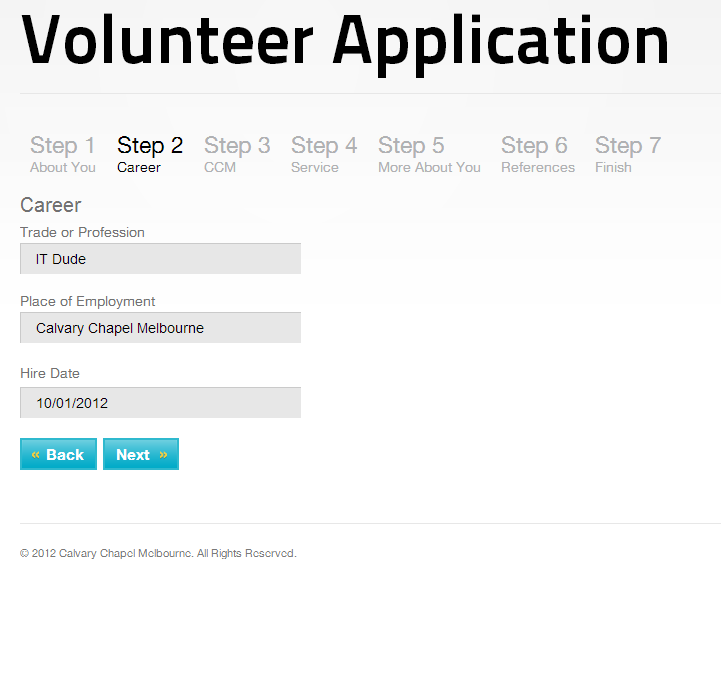 Volunteer Application
Step 1 Step 2 Step 3 Step 4 Step 5 Step 6 Step 7
About You Career CCM Service More About You References Finish
Career
Trade or Profession
IT Dude
Place of Employment
Calvary Chapel Melbourne
Hire Date
10/01/2012
« Back Next »
© 2012 Calvary Chapel Melbourne. All Rights Reserved.